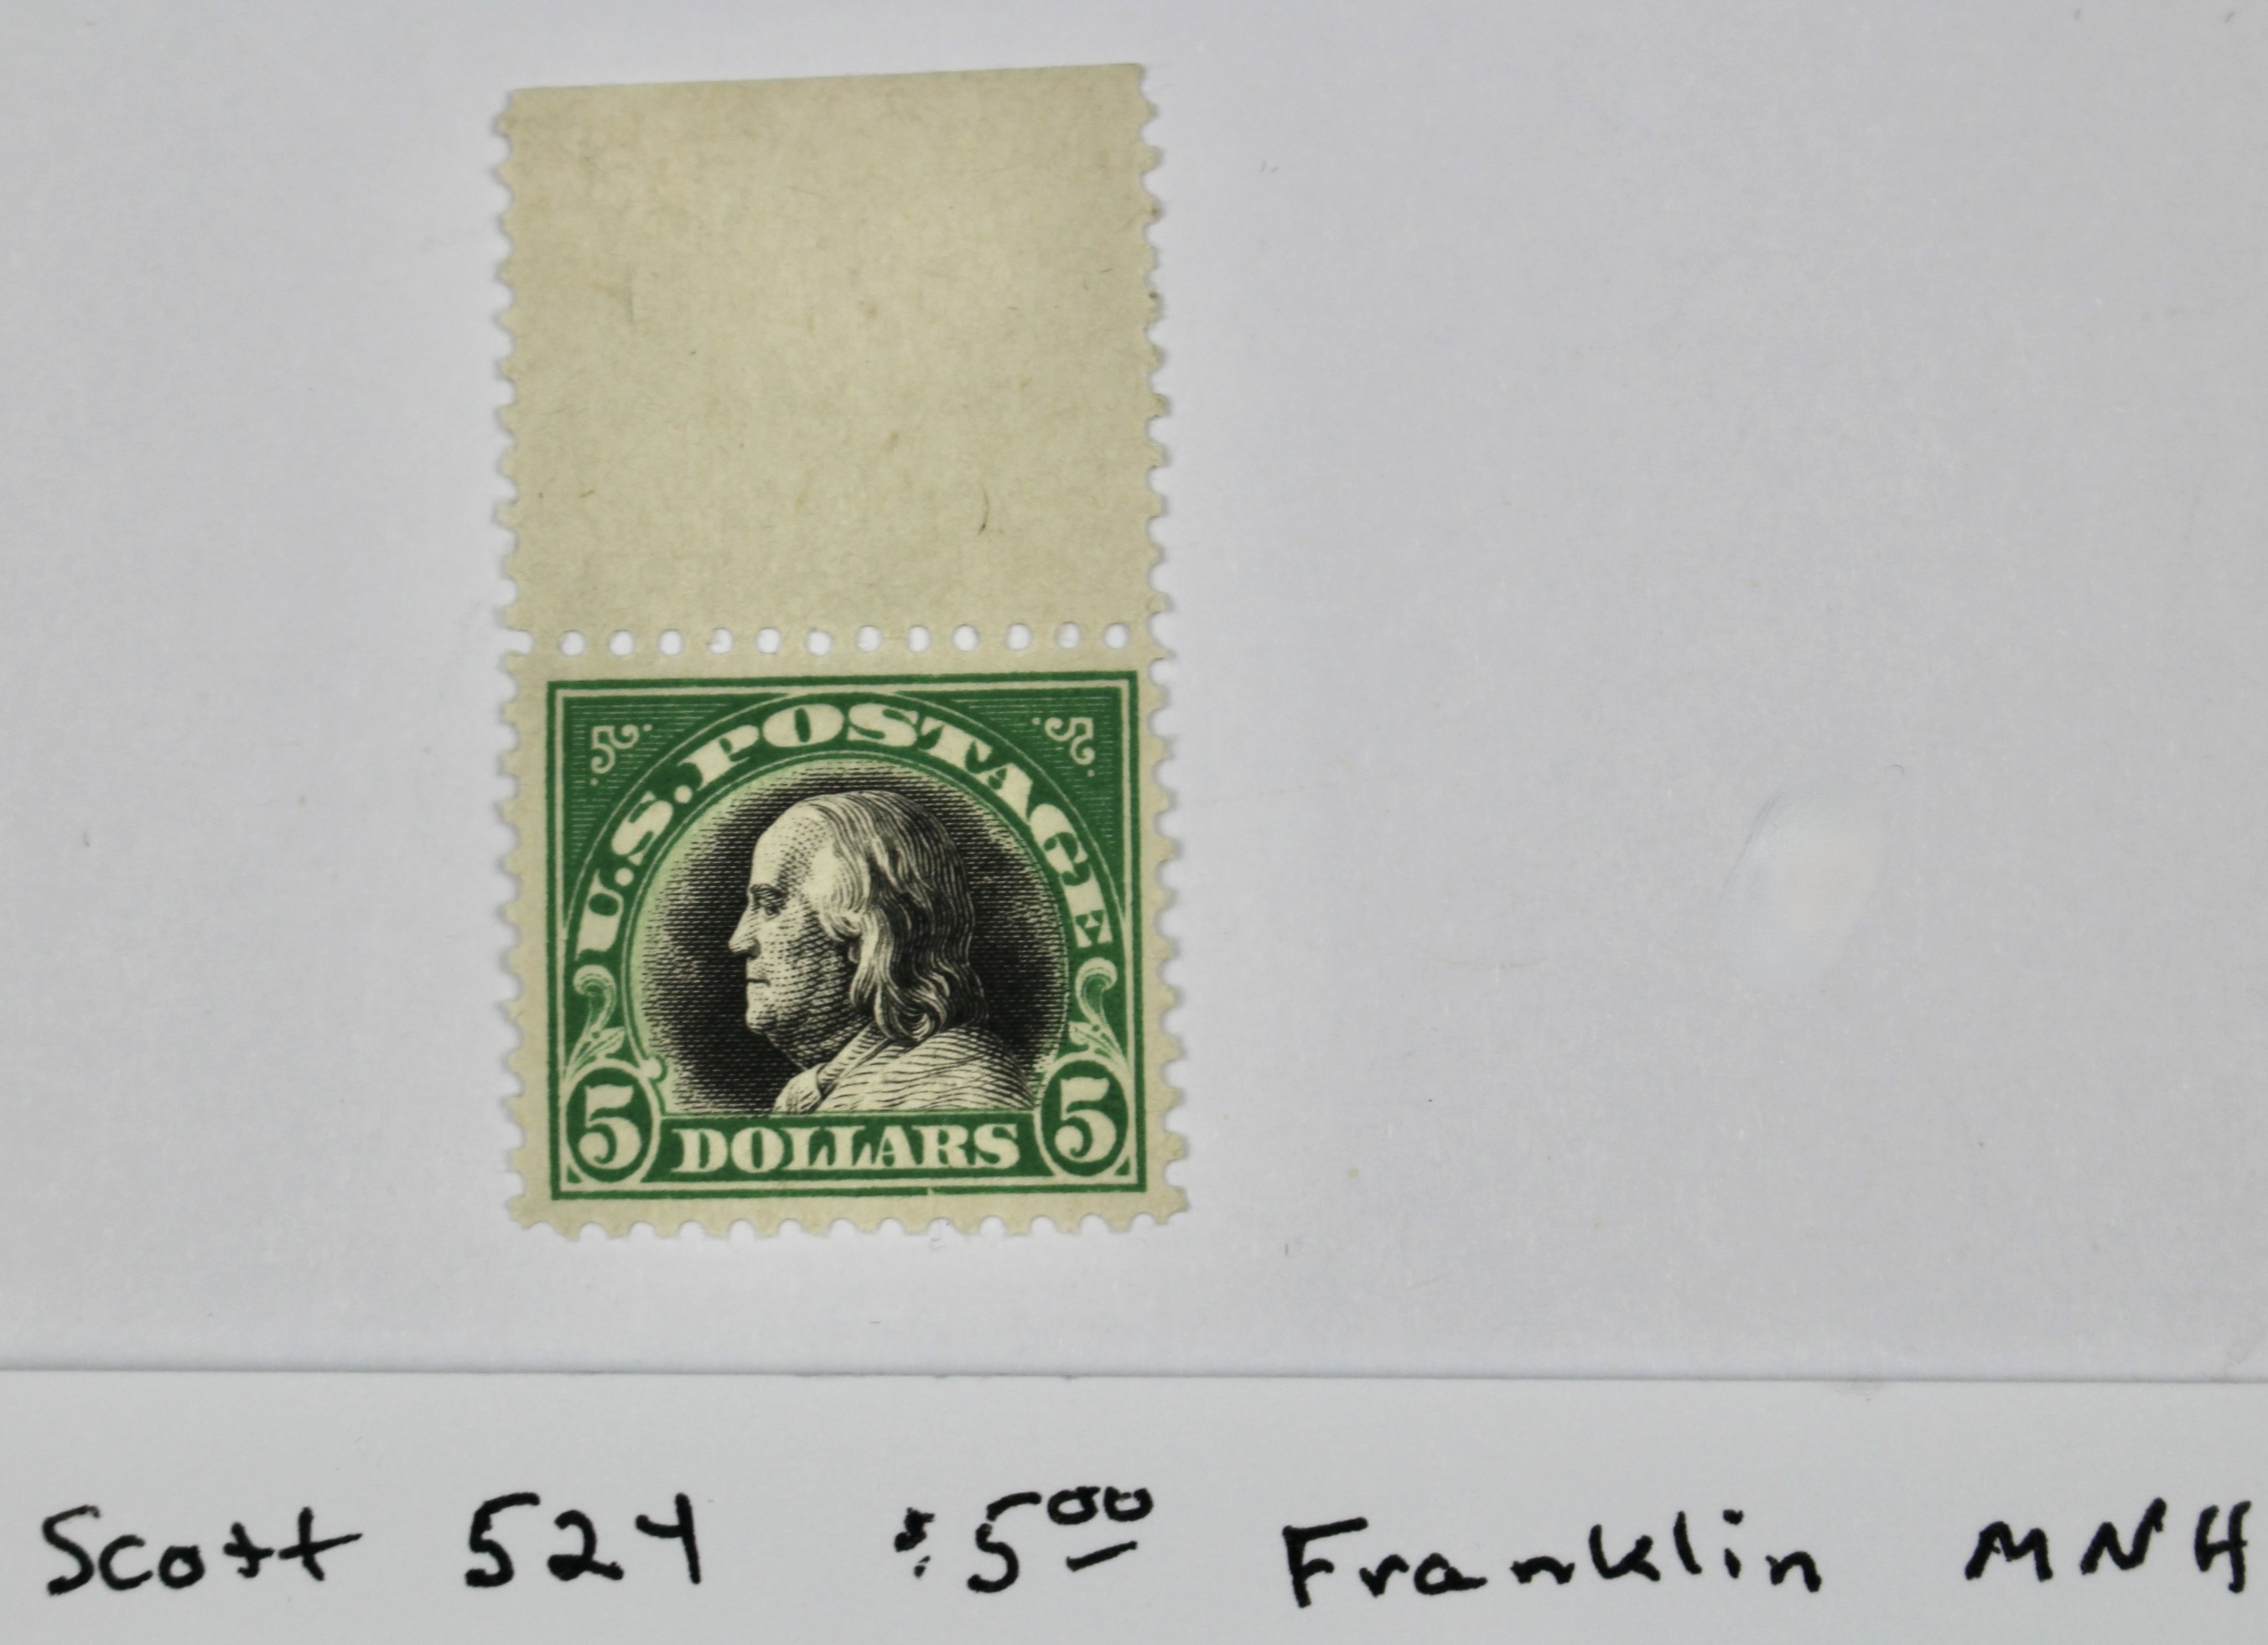 5 5
U.S. POSTAGE
5 DOLLARS 5
Scott 524 $5.00 Franklin MNH